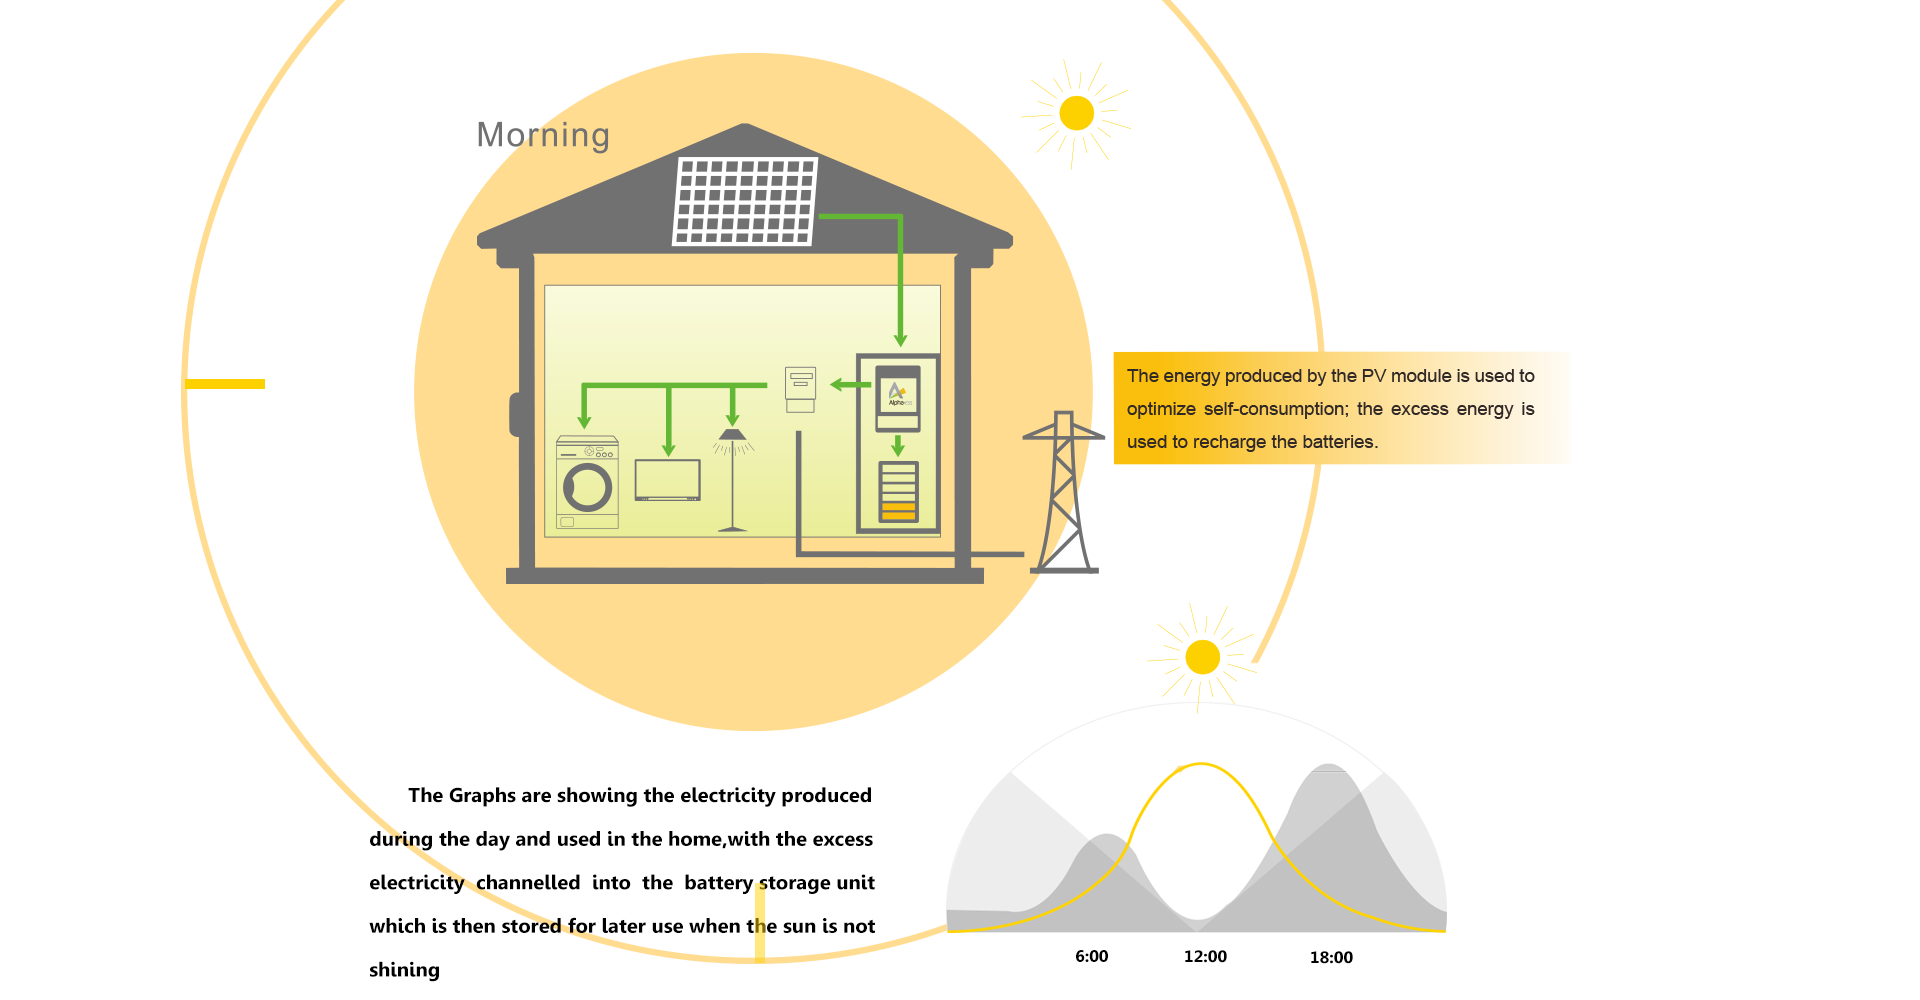 Morning
The energy produced by the PV module is used to
optimize self-consumption; the excess energy is
used to recharge the batteries.
Alpha ESS
The Graphs are showing the electricity produced
during the day and used in the home,with the excess
electricity channelled into the battery storage unit
which is then stored for later use when the sun is not
shining
6:00 12:00 18:00